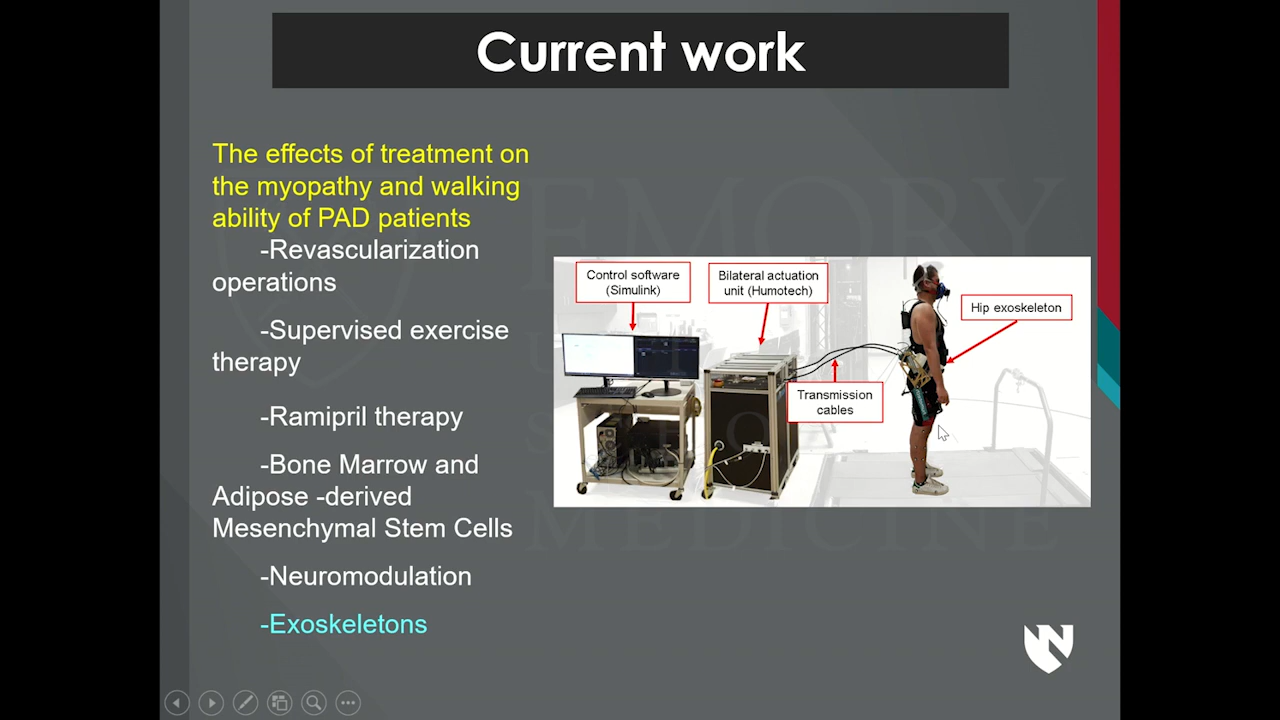 Current work
The effects of treatment on
the myopathy and walking
ability of PAD patients
-Revascularization
operations
-Supervised exercise
therapy
-Ramipril therapy
-Bone Marrow and
Adipose -derived
Mesenchymal Stem Cells
-Neuromodulation
-Exoskeletons
Control software
(Simulink)
Bilateral actuation
unit (Humotech)
Hip exoskeleton
Transmission
cables
EMORY
MEDICINE
N